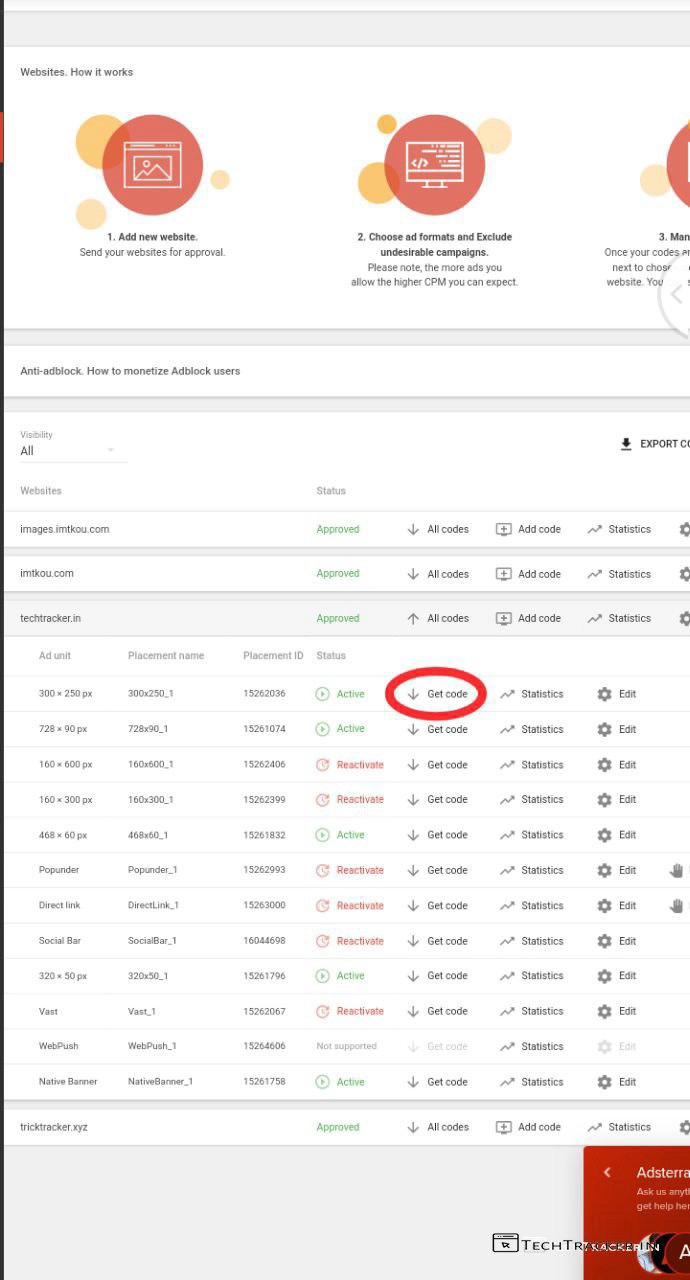 Websites. How it works
1. Add new website.
Send your websites for approval.
2. Choose ad formats and Exclude
undesirable campaigns.
Please note, the more ads you
allow the higher CPM you can expect.
3. Man
Once your codes
next to
website. You
Anti-adblock. How to monetize Adblock users
Visibility
All
EXPORT CO
Websites Status
images.imtkou.com Approved All codes Add code Statistics
imtkou.com Approved All codes Add code Statistics
techtracker.in Approved All codes Add code Statistics
Ad unit Placement name Placement ID Status
300 × 250 px 300x250_1 15262036 Active Get code Statistics Edit
728 × 90 px 728x90_1 15261074 Active Get code Statistics Edit
160 × 600 px 160x600_1 15262406 Reactivate Get code Statistics Edit
160 × 300 px 160x300_1 15262399 Reactivate Get code Statistics Edit
468 × 60 px 468x60_1 15261832 Active Get code Statistics Edit
Popunder Popunder_1 15262993 Reactivate Get code Statistics Edit
Direct link DirectLink_1 15263000 Reactivate Get code Statistics Edit
Social Bar SocialBar_1 16044698 Reactivate Get code Statistics Edit
320 × 50 px 320x50_1 15261796 Active Get code Statistics Edit
Vast Vast_1 15262067 Reactivate Get code Statistics Edit
WebPush WebPush_1 15264606 Not supported Get code Statistics Edit
Native Banner NativeBanner_1 15261758 Active Get code Statistics Edit
tricktracker.xyz Approved All codes Add code Statistics
Adsterra
Ask us anyt
get help her
TECHTRACKER.IN